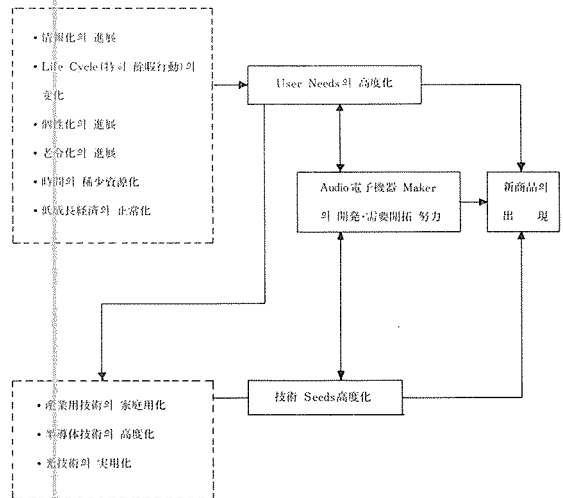 • 情報化의 進展
• Life Cycle(特히 餘暇行動)의
変化
• 個性化의 進展
• 老令化의 進展
• 時間의 稀少資源化
• 低成長経済의 正常化
User Needs의 高度化
Audio電子機器 Maker
의 開発·需要開拓 努力
新商品의
出 現
• 産業用技術의 家庭用化
• 半導体技術의 高度化
• 光技術의 実用化
技術 Seeds高度化